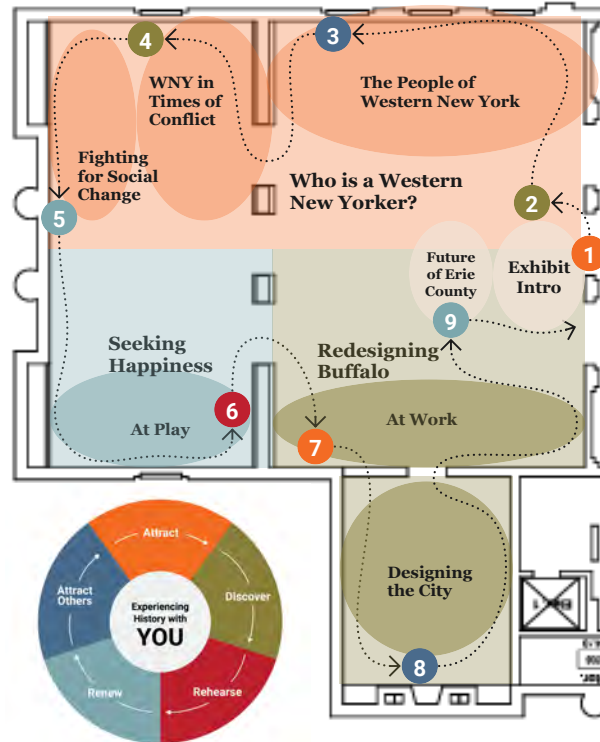 4
3
WNY in
Times of
Conflict
The People of
Western New York
Fighting
for Social
Change
Who is a Western
New Yorker?
5
2
1
Future
of Erie
County
Exhibit
Intro
9
Seeking
Happiness
Redesigning
Buffalo
6
At Play
7
At Work
Designing
the City
8
Attract
Discover
Rehearse
Renew
Attract
Others
Experiencing
History with
YOU